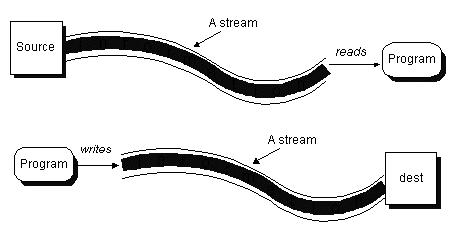 A stream
Source
reads
Program
A stream
writes
Program
dest